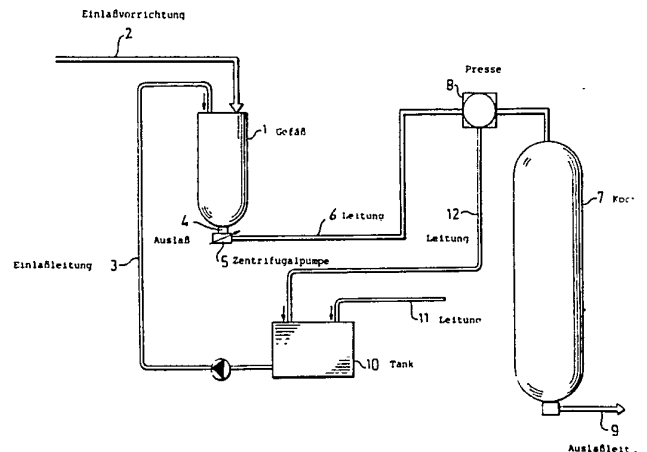 Einlaßvorrichtung
2
Presse
8
1 Gefäß
7
4
6 Leitung
12
Auslaß
Leitung
5 Zentrifugalpumpe
Einlaßleitung 3
11 Leitung
10 Tank
9
Auslaßleit.